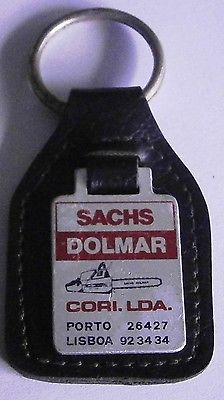 SACHS
DOLMAR
CORI. LDA.
PORTO 26427
LISBOA 923434